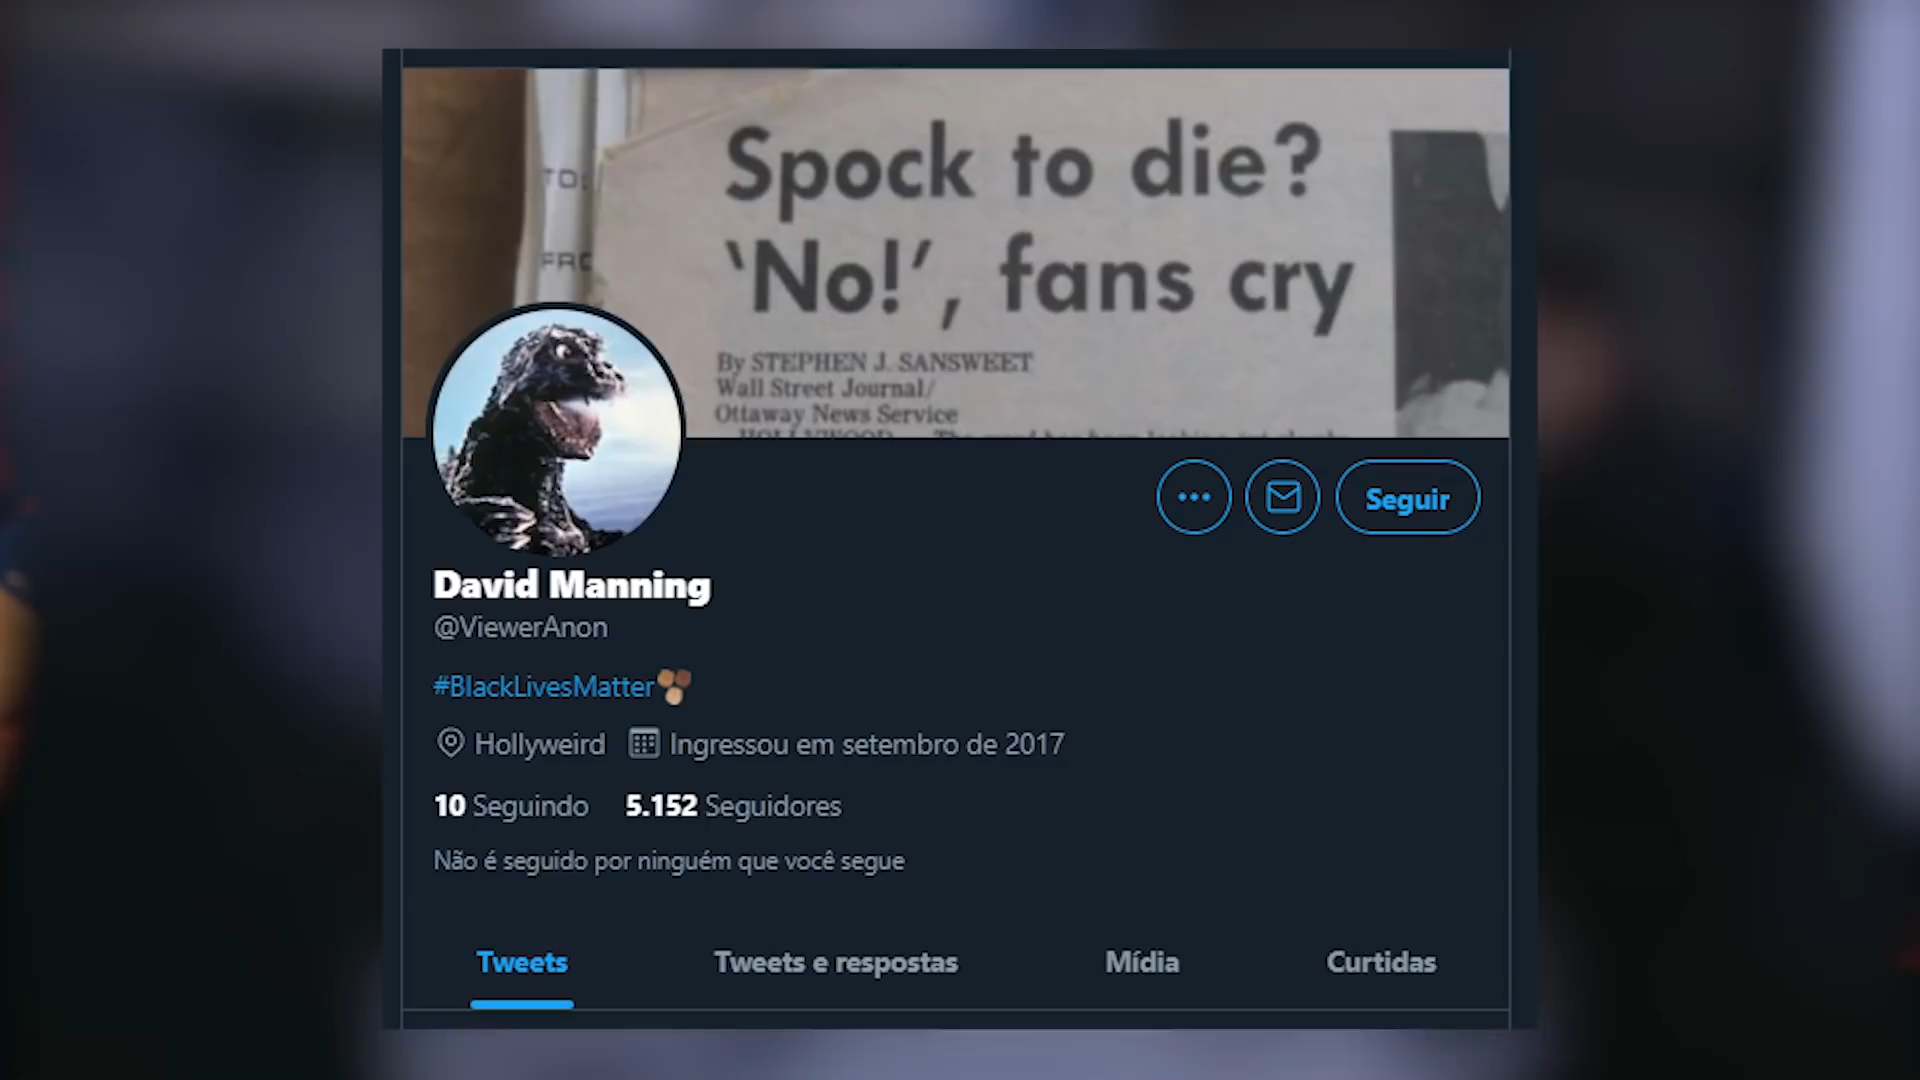 TO:
FRO
Spock to die?
‘No!’, fans cry
By STEPHEN J. SANSWEET
Wall Street Journal/
Ottaway News Service
Seguir
David Manning
@ViewerAnon
#BlackLivesMatter
Hollyweird Ingressou em setembro de 2017
10 Seguindo 5.152 Seguidores
Não é seguido por ninguém que você segue
Tweets Tweets e respostas Mídia Curtidas